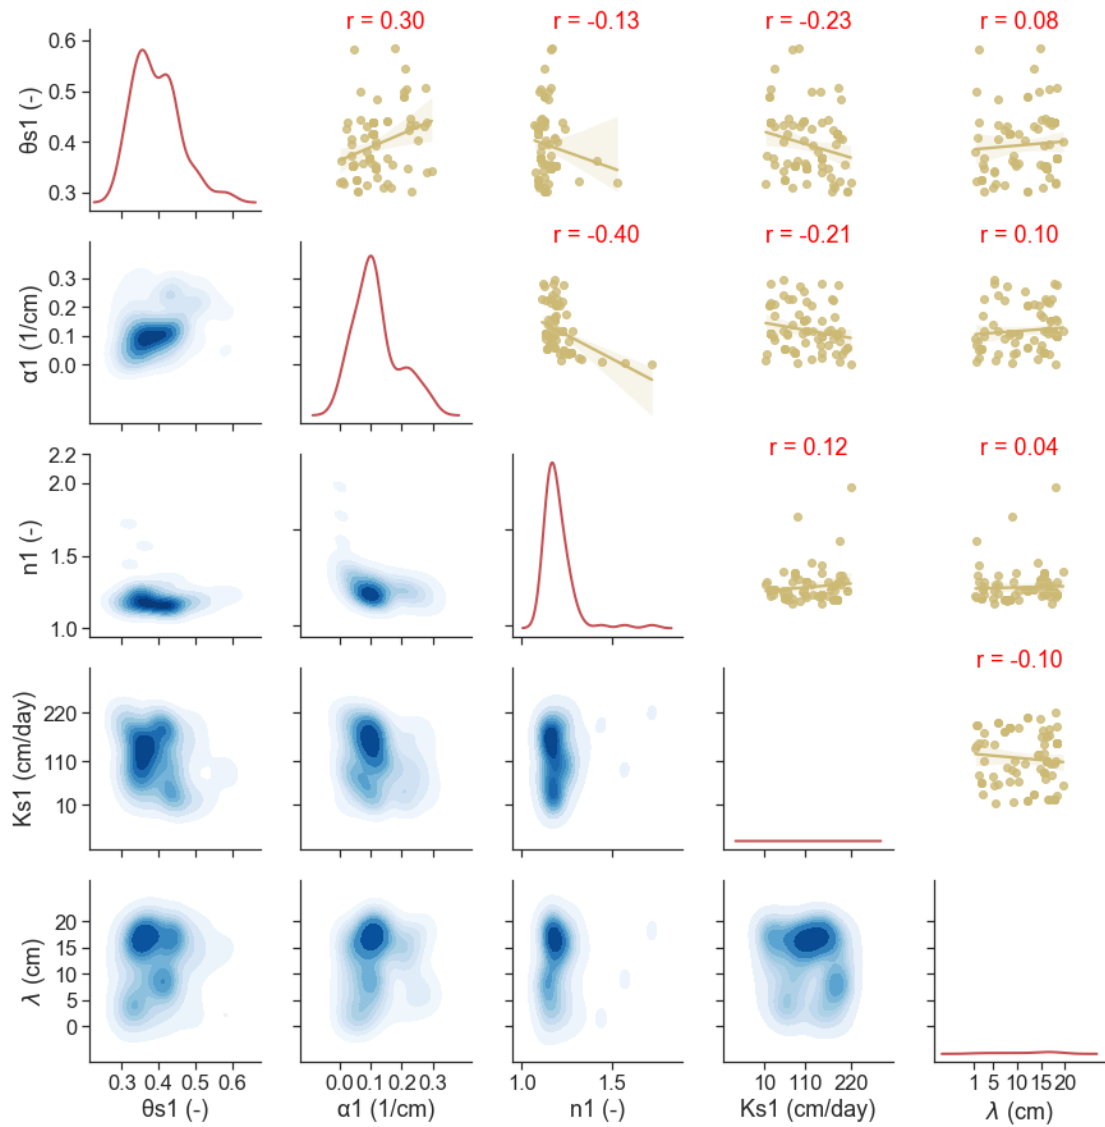 r = 0.30
r = -0.13
r = -0.23
r = 0.08
θs1 (-)
0.6
0.5
0.4
0.3
r = -0.40
r = -0.21
r = 0.10
α1 (1/cm)
0.3
0.2
0.1
0.0
r = 0.12
r = 0.04
n1 (-)
2.2
2.0
1.5
1.0
r = -0.10
Ks1 (cm/day)
220
110
10
λ (cm)
20
15
10
5
0
0.3 0.4 0.5 0.6
0.0 0.1 0.2 0.3
1.0 1.5
10 110 220
1 5 10 15 20
θs1 (-)
α1 (1/cm)
n1 (-)
Ks1 (cm/day)
λ (cm)